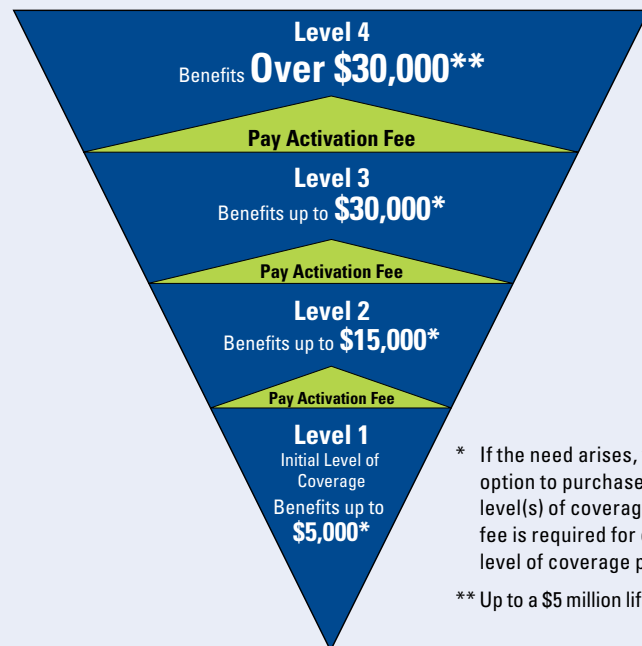 Level 4
Benefits Over $30,000**
Pay Activation Fee
Level 3
Benefits up to $30,000*
Pay Activation Fee
Level 2
Benefits up to $15,000*
Pay Activation Fee
Level 1
Initial Level of
Coverage
Benefits up to
$5,000*
* If the need arises,
option to purchase
level(s) of coverag
fee is required for
level of coverage p
** Up to a $5 million lif